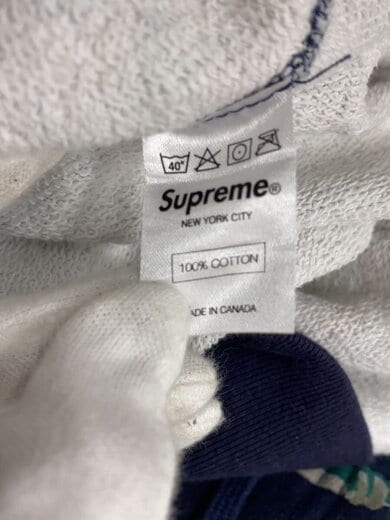 40°
Supreme®
NEW YORK CITY
100% COTTON
ADE IN CANADA